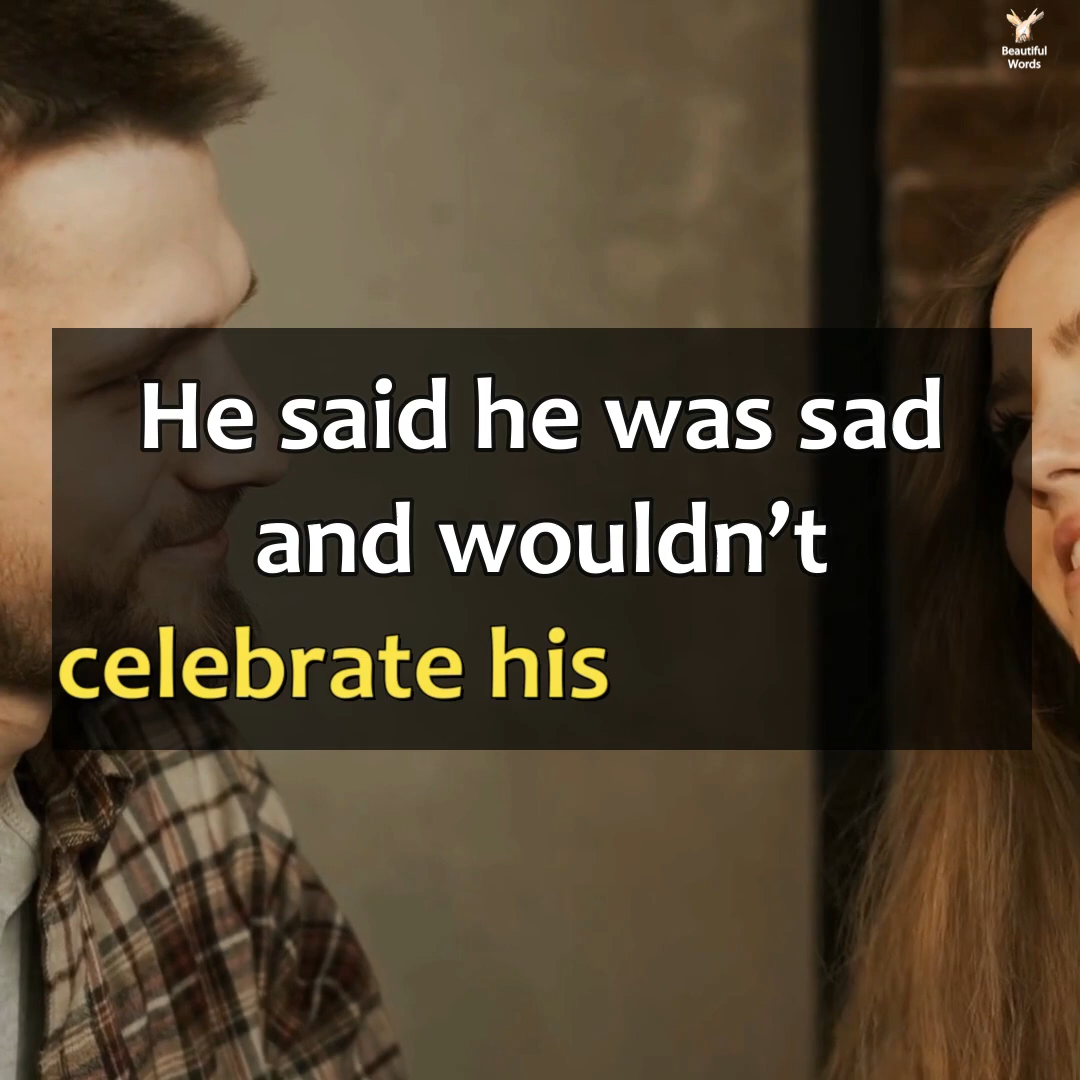 Beautiful
Words
He said he was sad
and wouldn’t
celebrate his